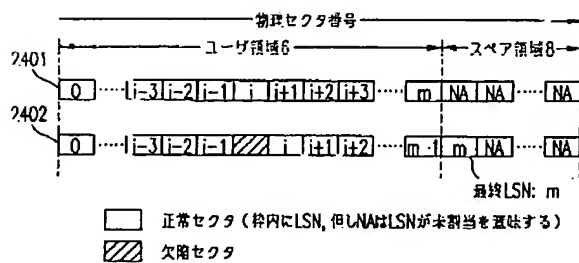 物理セクタ番号
ユーザ領域6 スペア領域8
2401
0 ····· i-3 i-2 i-1 i i+1 i+2 i+3 ····· m NA NA ····· NA
2402
0 ····· i-3 i-2 i-1 i i+1 i+2 ····· m-1 m NA ····· NA
最終LSN: m
正常セクタ(枠内にLSN, 但しNAはLSNが未割当を意味する)
欠陥セクタ